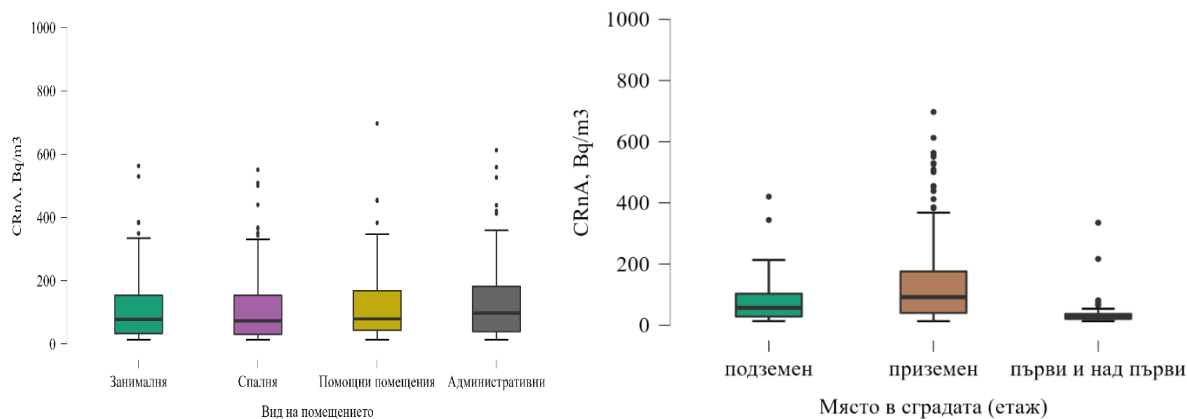 1000
800
600
400
200
0
CRnA, Bq/m3
Занималня
Спалня
Помощни помещения
Административни
Вид на помещението
1000
800
600
400
200
0
CRnA, Bq/m3
подземен
приземен
първи и над първи
Място в сградата (етаж)